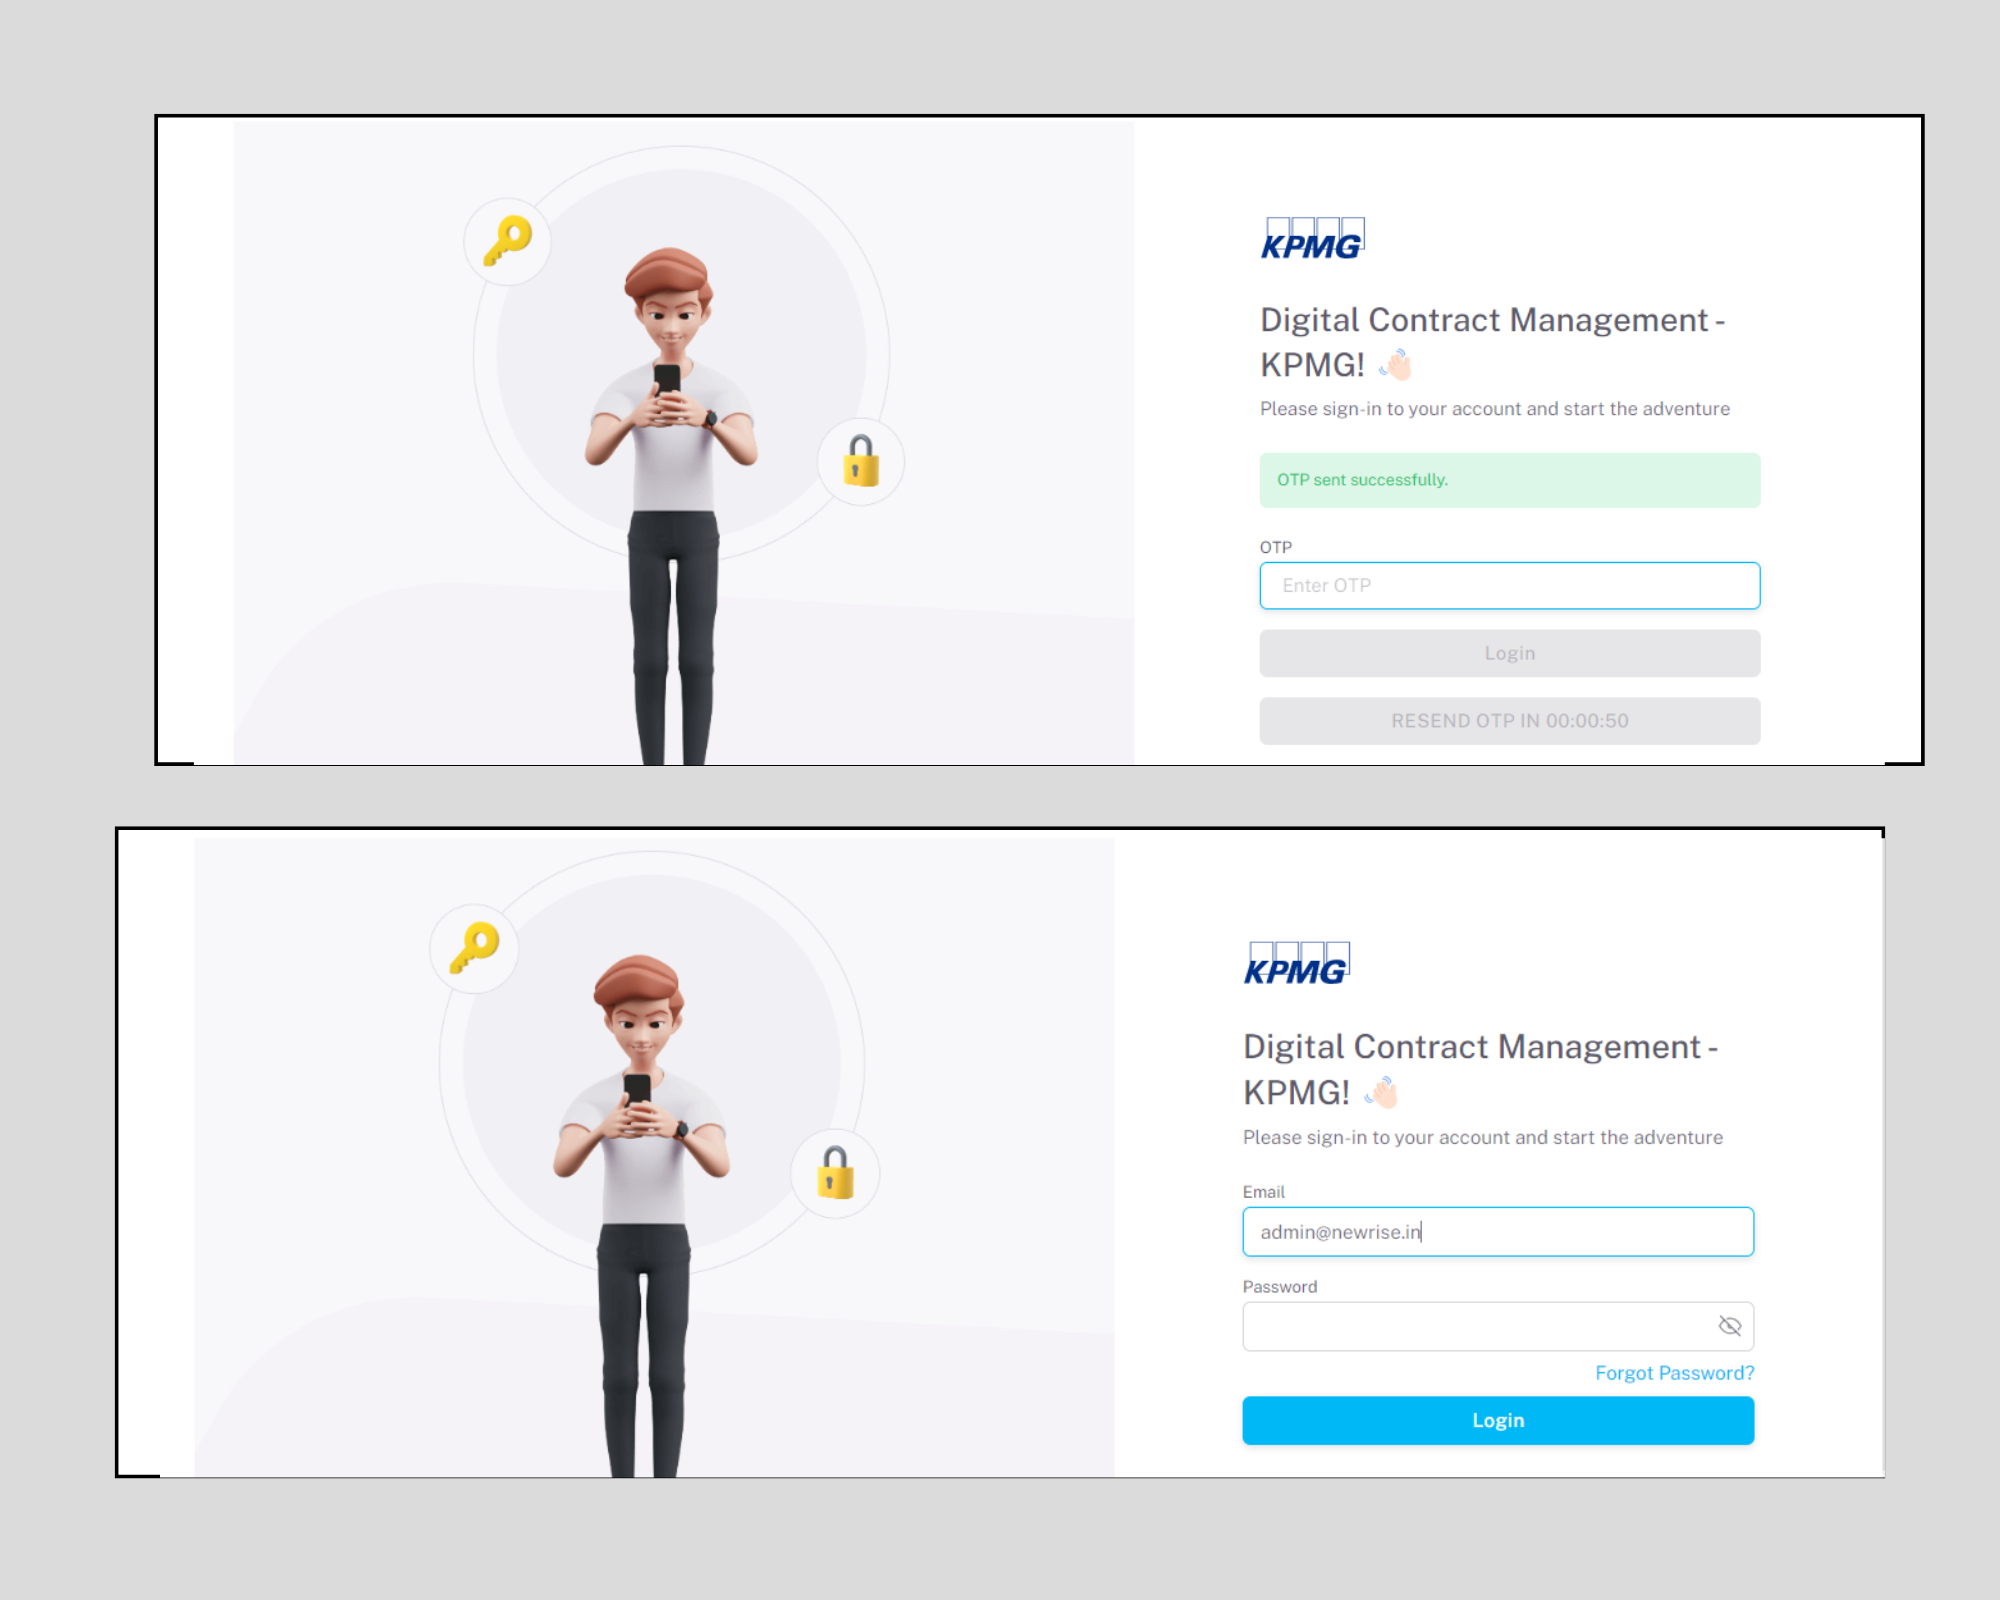 KPMG
Digital Contract Management -
KPMG!
Please sign-in to your account and start the adventure
OTP sent successfully.
OTP
Enter OTP
Login
RESEND OTP IN 00:00:50
KPMG
Digital Contract Management -
KPMG!
Please sign-in to your account and start the adventure
Email
admin@newrise.in
Password
Forgot Password?
Login